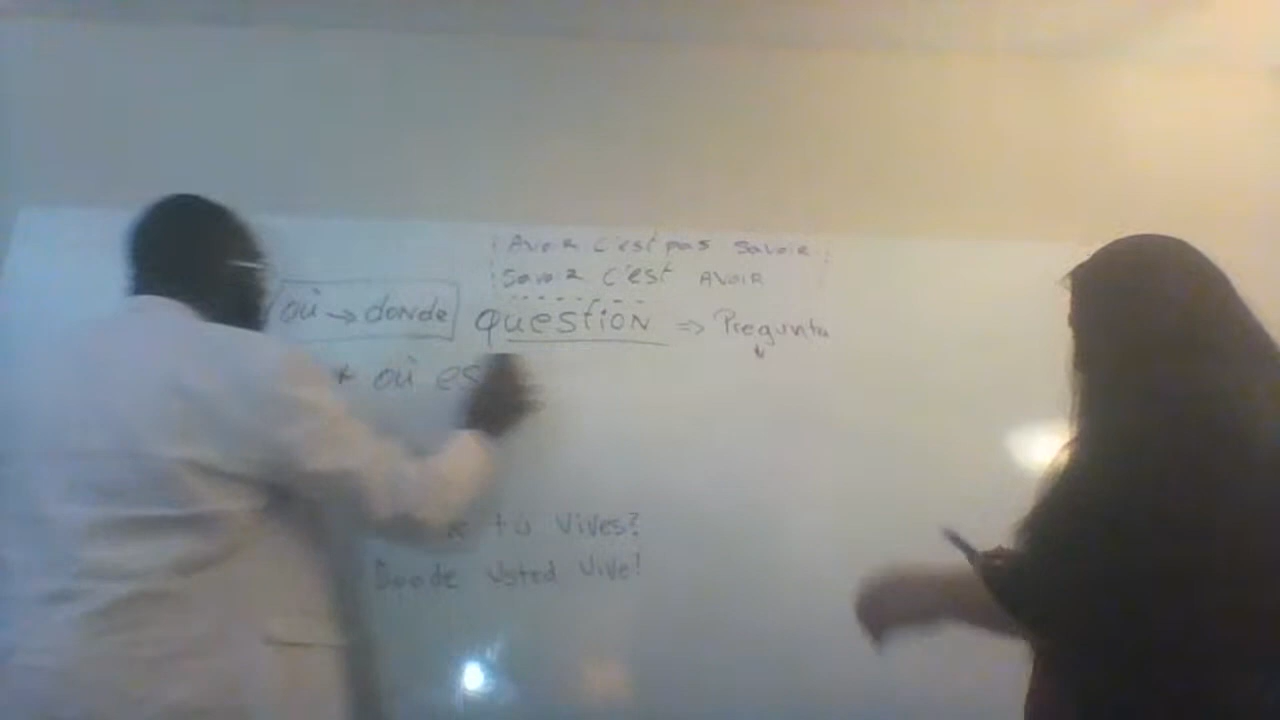 Avoir c'est pas savoir
Savoir c'est AVOIR
où → donde question ⇒ Pregunta
* où es
tu Vives?
Donde Usted Vive!